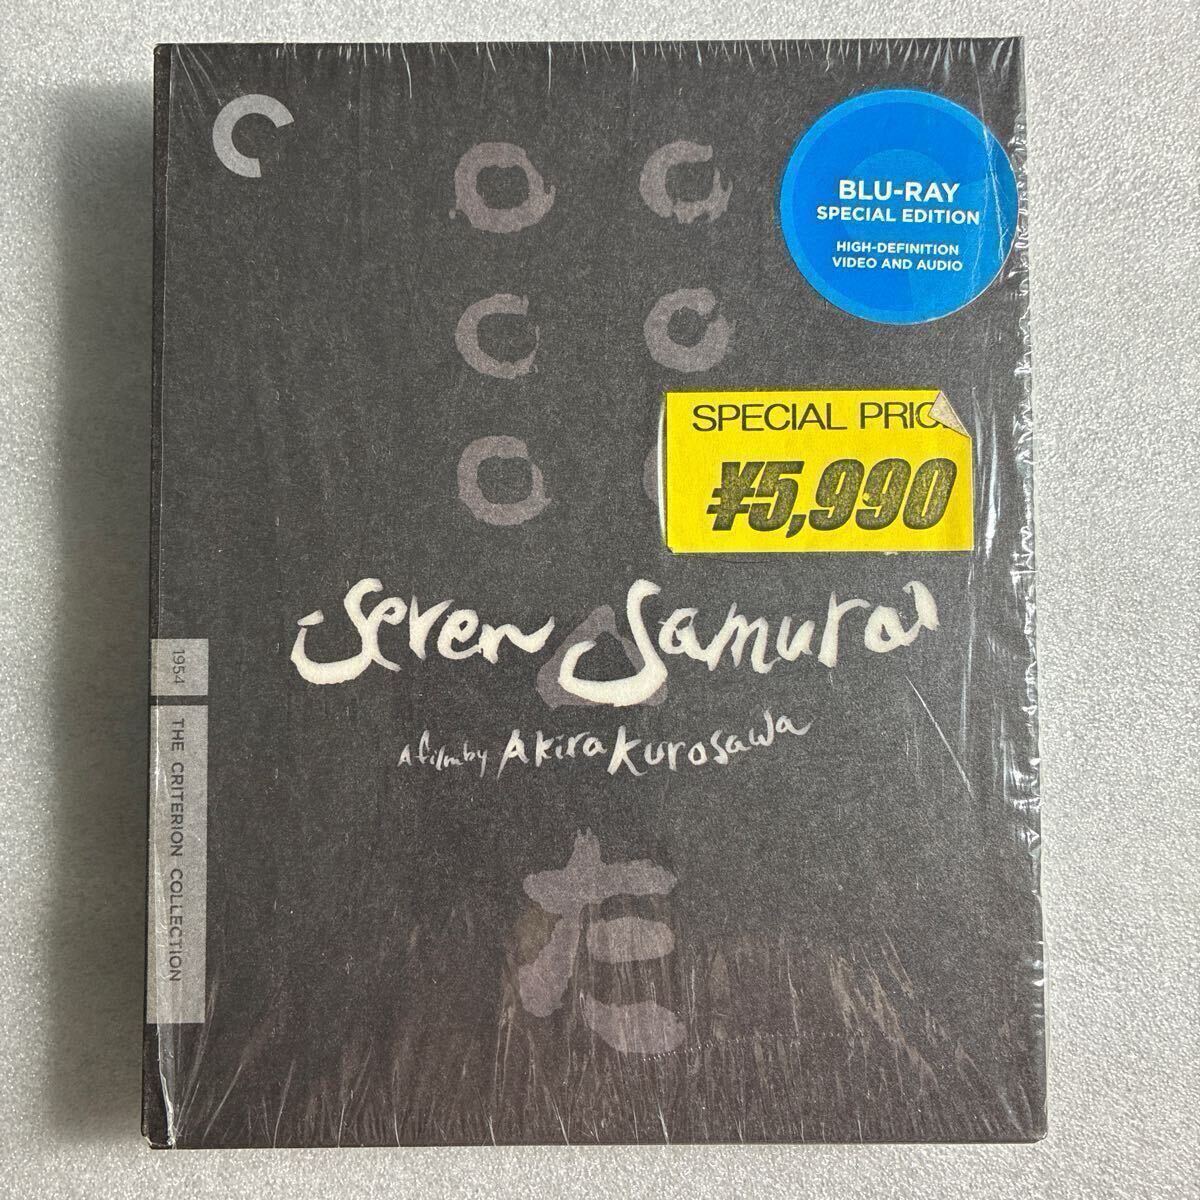 BLU-RAY
SPECIAL EDITION
HIGH-DEFINITION
VIDEO AND AUDIO
SPECIAL PRIC
¥5,990
Seven Samurai
A film by Akira Kurosawa
た
1954
THE CRITERION COLLECTION